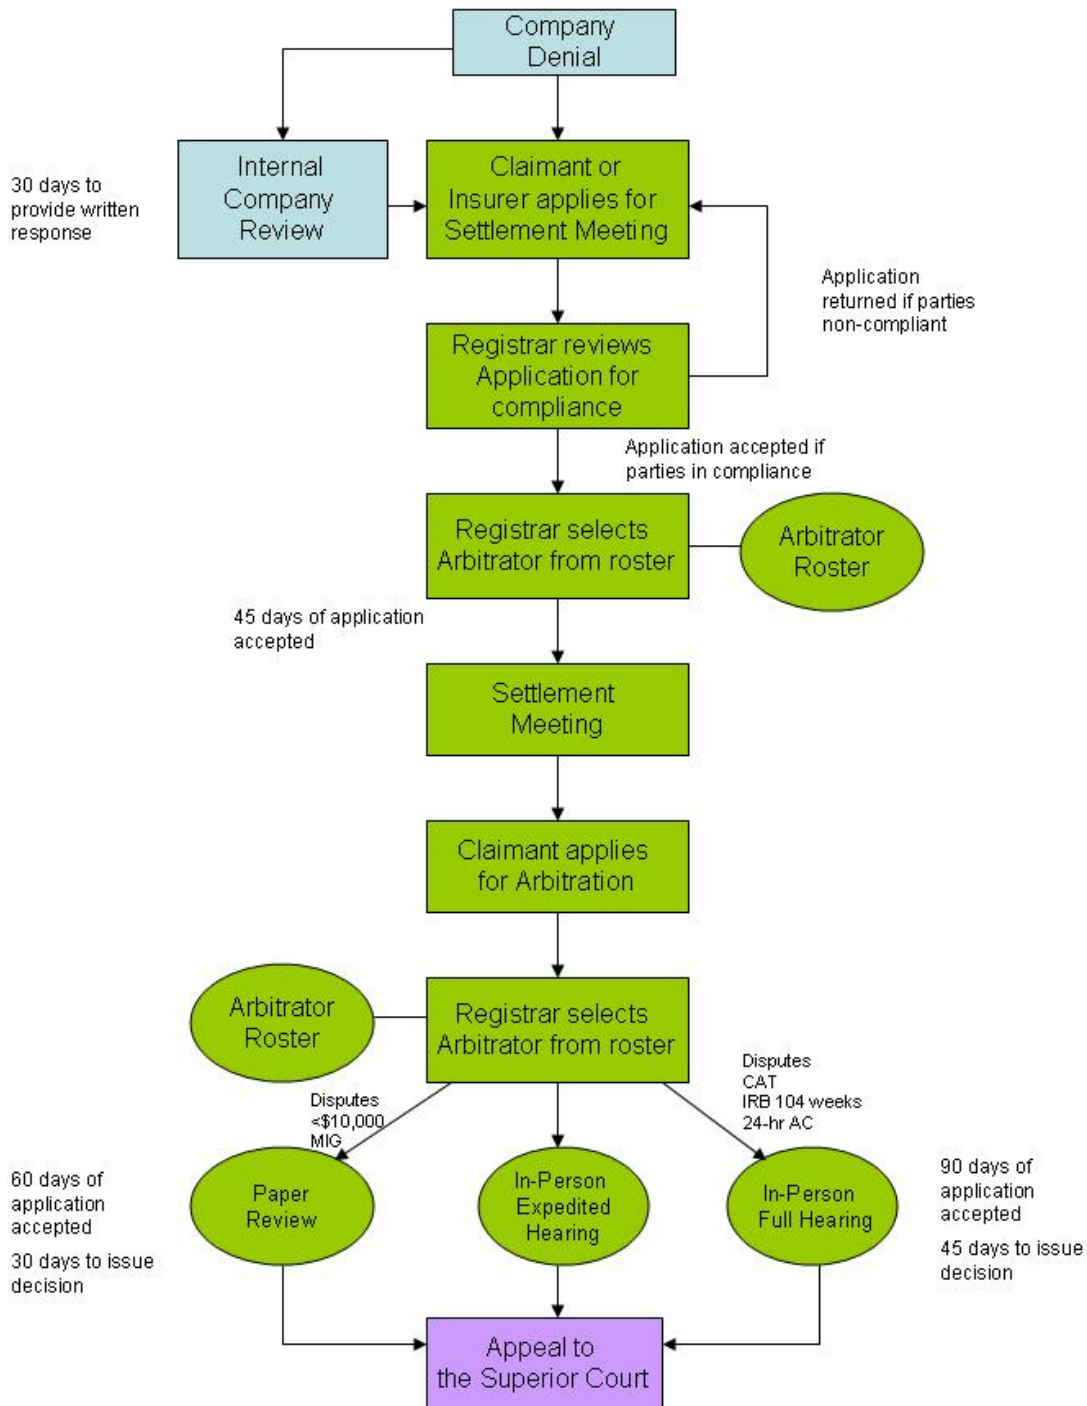 Company
Denial
Internal
Company
Review
30 days to
provide written
response
Claimant or
Insurer applies for
Settlement Meeting
Application
returned if parties
non-compliant
Registrar reviews
Application for
compliance
Application accepted if
parties in compliance
Registrar selects
Arbitrator from roster
Arbitrator
Roster
45 days of application
accepted
Settlement
Meeting
Claimant applies
for Arbitration
Arbitrator
Roster
Registrar selects
Arbitrator from roster
Disputes
<$10,000
MIG
Disputes
CAT
IRB 104 weeks
24-hr AC
60 days of
application
accepted
30 days to issue
decision
Paper
Review
In-Person
Expedited
Hearing
In-Person
Full Hearing
90 days of
application
accepted
45 days to issue
decision
Appeal to
the Superior Court